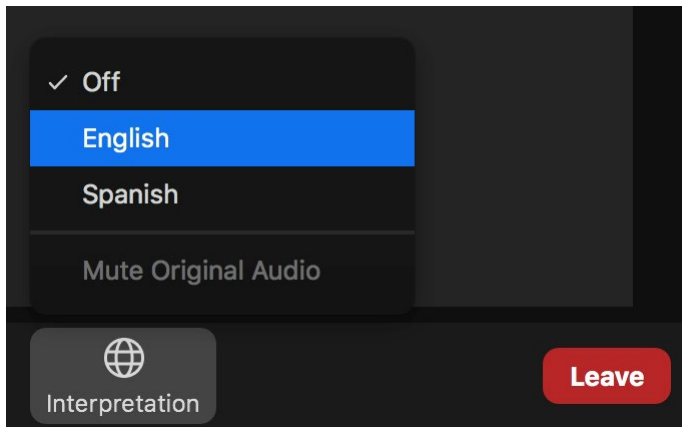 ✓ Off
English
Spanish
Mute Original Audio
Interpretation
Leave